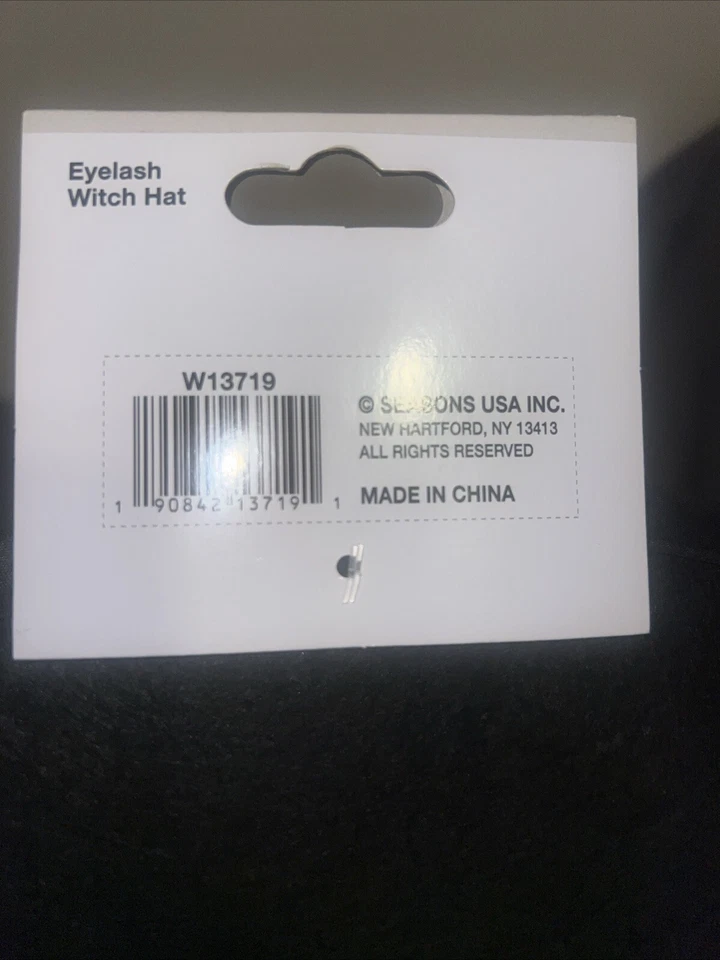 Eyelash
Witch Hat
W13719
1 90842 13719 1
© SEASONS USA INC.
NEW HARTFORD, NY 13413
ALL RIGHTS RESERVED
MADE IN CHINA